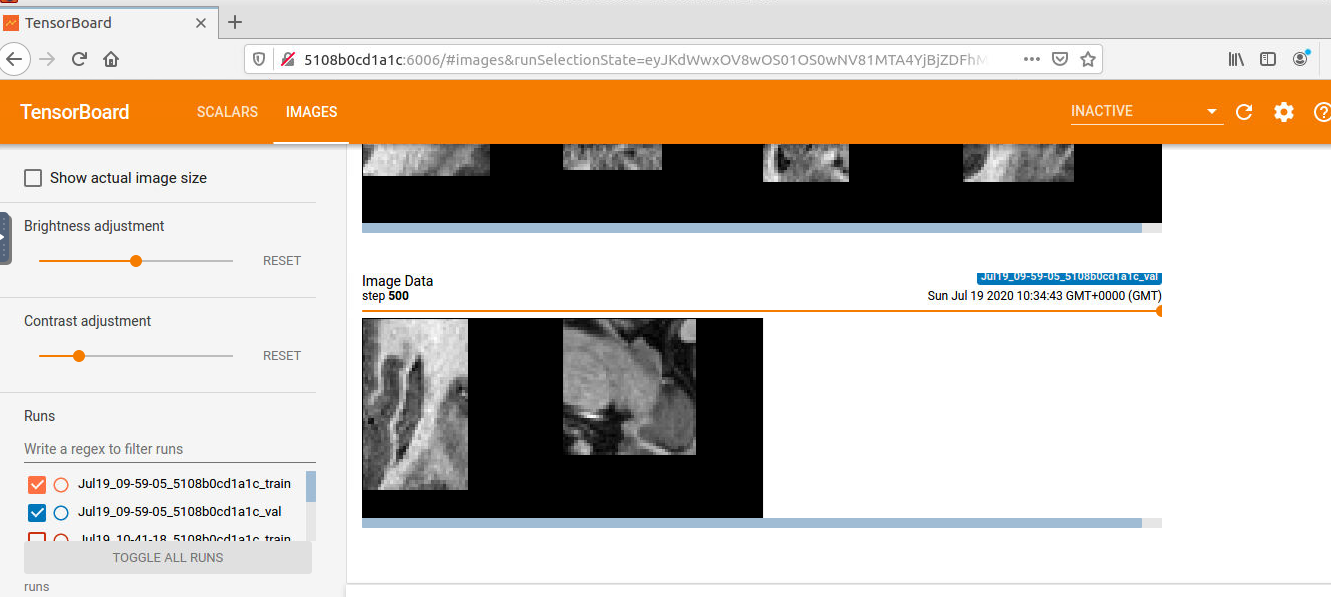 TensorBoard
5108b0cd1a1c:6006/#images&runSelectionState=eyJKdWwxOV8wOS01OS0wNV81MTA4YjBjZDFhM
TensorBoard
SCALARS
IMAGES
INACTIVE
Show actual image size
Brightness adjustment
RESET
Contrast adjustment
RESET
Runs
Write a regex to filter runs
Jul19_09-59-05_5108b0cd1a1c_train
Jul19_09-59-05_5108b0cd1a1c_val
Jul19_10-41-18_5108b0cd1a1c_train
TOGGLE ALL RUNS
runs
Image Data
step 500
Jul19_09-59-05_5108b0cd1a1c_val
Sun Jul 19 2020 10:34:43 GMT+0000 (GMT)